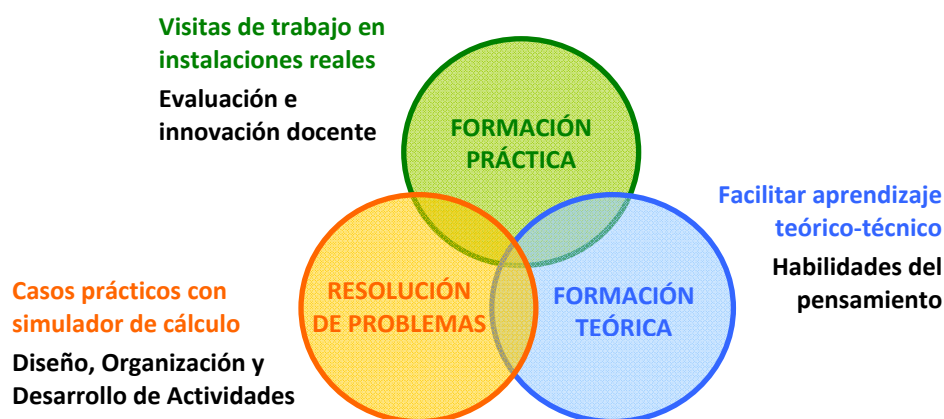 Visitas de trabajo en
instalaciones reales
Evaluación e
innovación docente
FORMACIÓN
PRÁCTICA
Facilitar aprendizaje
teórico-técnico
Habilidades del
pensamiento
Casos prácticos con
simulador de cálculo
Diseño, Organización y
Desarrollo de Actividades
RESOLUCIÓN
DE PROBLEMAS
FORMACIÓN
TEÓRICA